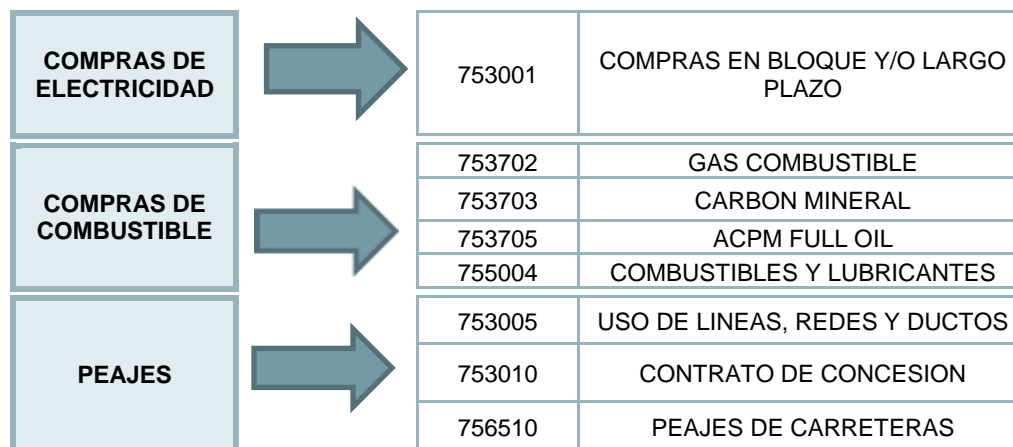 COMPRAS DE
ELECTRICIDAD
753001
COMPRAS EN BLOQUE Y/O LARGO
PLAZO
COMPRAS DE
COMBUSTIBLE
753702 GAS COMBUSTIBLE
753703 CARBON MINERAL
753705 ACPM FULL OIL
755004 COMBUSTIBLES Y LUBRICANTES
PEAJES
753005 USO DE LINEAS, REDES Y DUCTOS
753010 CONTRATO DE CONCESION
756510 PEAJES DE CARRETERAS